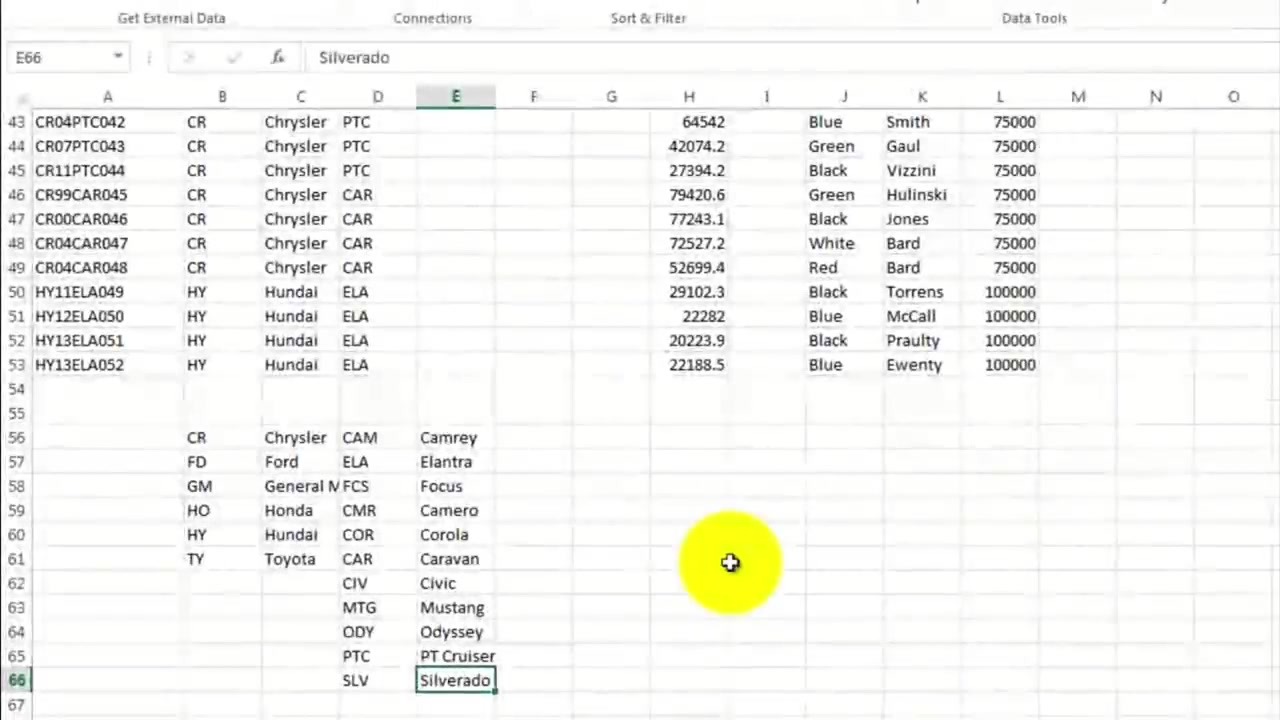 Get External Data Connections Sort & Filter Data Tools
E66 fx Silverado
A B C D E F G H I J K L M N O
43 CR04PTC042 CR Chrysler PTC 64542 Blue Smith 75000
44 CR07PTC043 CR Chrysler PTC 42074.2 Green Gaul 75000
45 CR11PTC044 CR Chrysler PTC 27394.2 Black Vizzini 75000
46 CR99CAR045 CR Chrysler CAR 79420.6 Green Hulinski 75000
47 CR00CAR046 CR Chrysler CAR 77243.1 Black Jones 75000
48 CR04CAR047 CR Chrysler CAR 72527.2 White Bard 75000
49 CR04CAR048 CR Chrysler CAR 52699.4 Red Bard 75000
50 HY11ELA049 HY Hundai ELA 29102.3 Black Torrens 100000
51 HY12ELA050 HY Hundai ELA 22282 Blue McCall 100000
52 HY13ELA051 HY Hundai ELA 20223.9 Black Praulty 100000
53 HY13ELA052 HY Hundai ELA 22188.5 Blue Ewenty 100000
54
55
56 CR Chrysler CAM Camrey
57 FD Ford ELA Elantra
58 GM General M FCS Focus
59 HO Honda CMR Camero
60 HY Hundai COR Corola
61 TY Toyota CAR Caravan
62 CIV Civic
63 MTG Mustang
64 ODY Odyssey
65 PTC PT Cruiser
66 SLV Silverado
67